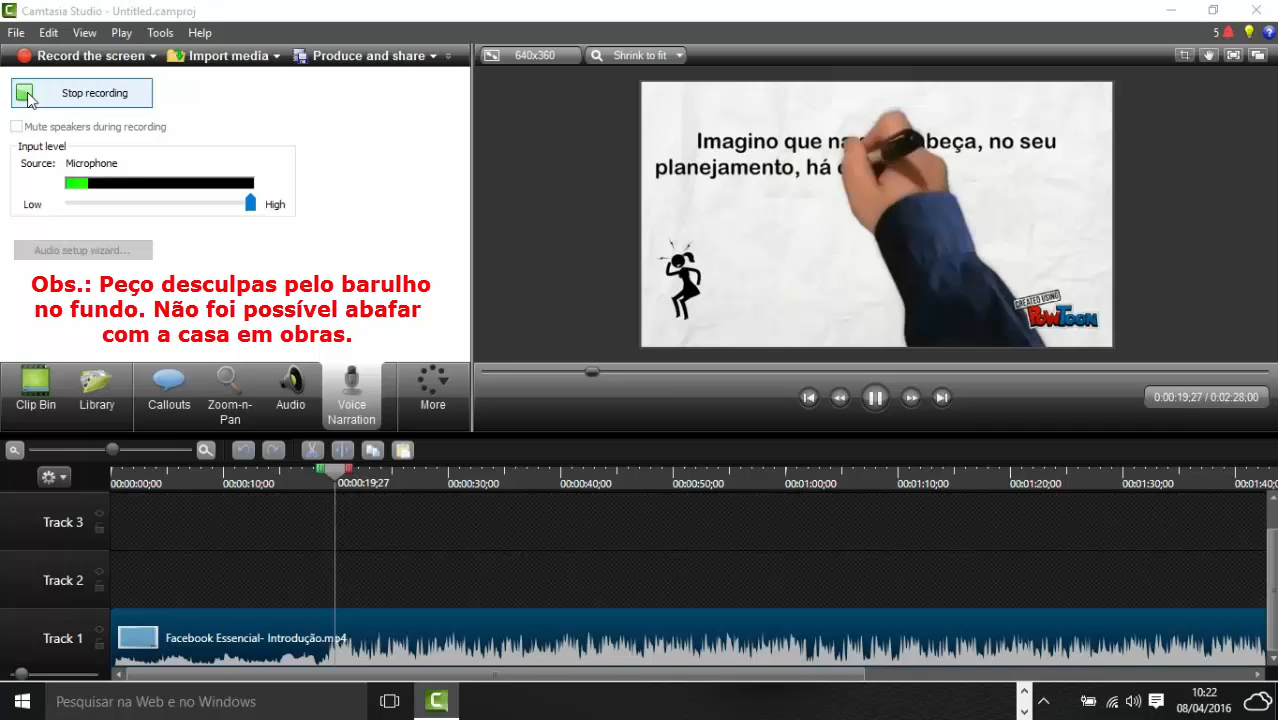 Camtasia Studio - Untitled.camproj
File Edit View Play Tools Help
5
Record the screen Import media Produce and share
640x360 Shrink to fit
Stop recording
Mute speakers during recording
Input level
Source: Microphone
Low High
Audio setup wizard...
Obs.: Peço desculpas pelo barulho
no fundo. Não foi possível abafar
com a casa em obras.
Imagino que na beça, no seu
planejamento, há
CREATED USING
POWTOON
Clip Bin Library Callouts Zoom-n-
Pan Audio Voice
Narration More
0:00:19;27 / 0:02:28;00
00:00:00;00 00:00:10;00 00:00:19;27 00:00:30;00 00:00:40;00 00:00:50;00 00:01:00;00 00:01:10;00 00:01:20;00 00:01:30;00 00:01:40;0
Track 3
Track 2
Track 1
Facebook Essencial- Introdução.mp4
Pesquisar na Web e no Windows
10:22
08/04/2016